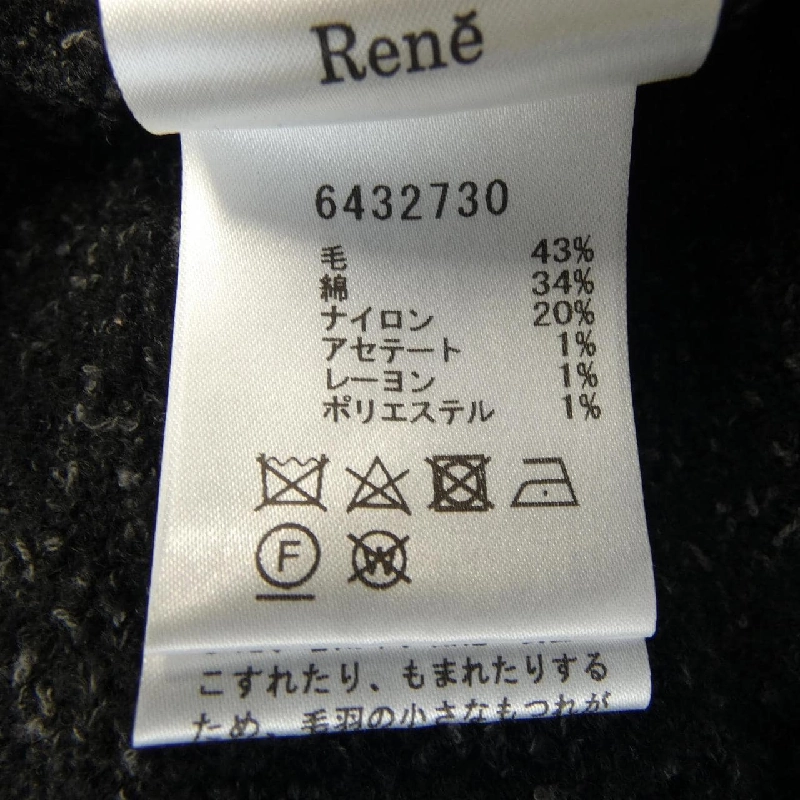 Renĕ
6432730
毛 43%
綿 34%
ナイロン 20%
アセテート 1%
レーヨン 1%
ポリエステル 1%
F
W
こすれたり、もまれたりする
ため、毛羽の小さなもつれが